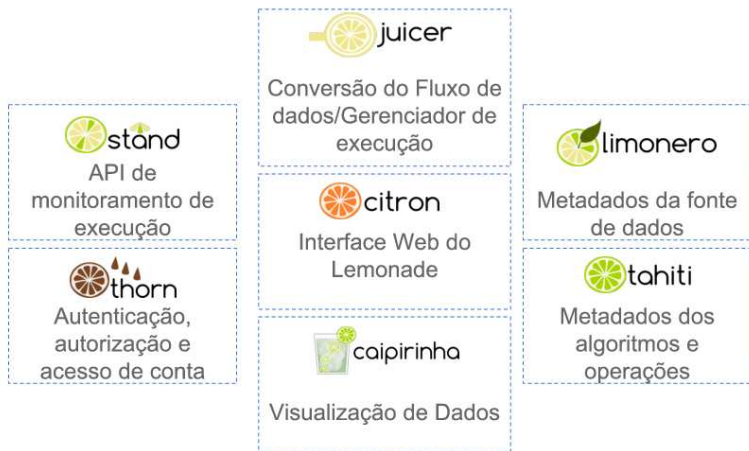 juicer
Conversão do Fluxo de
dados/Gerenciador de
execução
stand
API de
monitoramento de
execução
limonero
Metadados da fonte
de dados
citron
Interface Web do
Lemonade
thorn
Autenticação,
autorização e
acesso de conta
tahiti
Metadados dos
algoritmos e
operações
caipirinha
Visualização de Dados